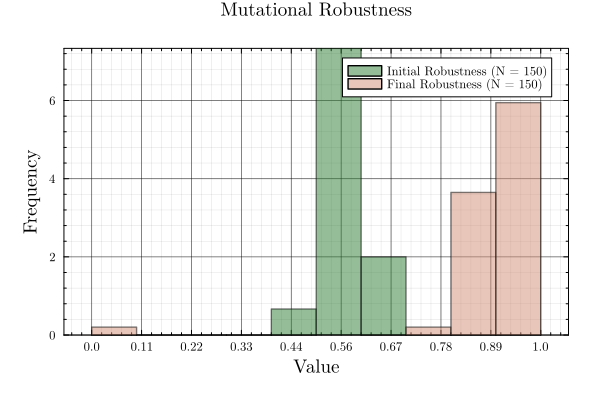 Mutational Robustness
Initial Robustness (N = 150)
Final Robustness (N = 150)
Frequency
6
4
2
0
0.0 0.11 0.22 0.33 0.44 0.56 0.67 0.78 0.89 1.0
Value